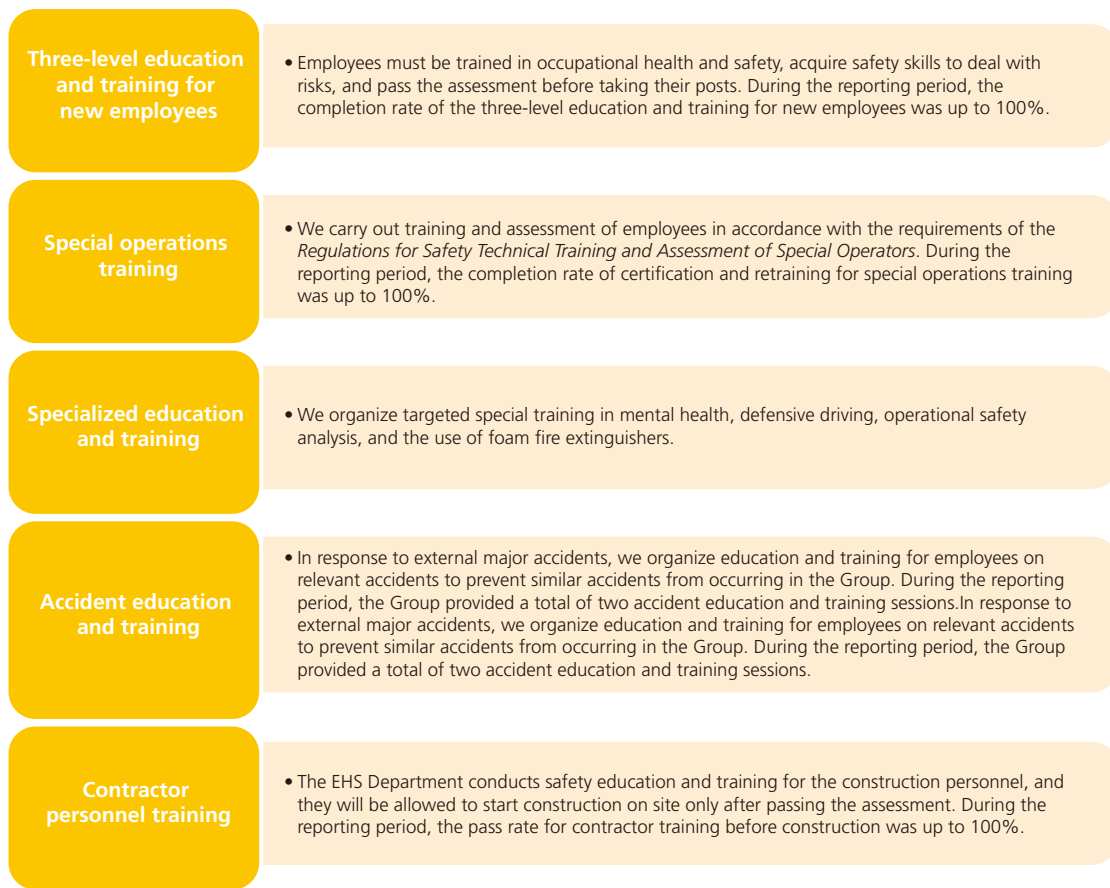 Three-level education
and training for
new employees
• Employees must be trained in occupational health and safety, acquire safety skills to deal with
risks, and pass the assessment before taking their posts. During the reporting period, the
completion rate of the three-level education and training for new employees was up to 100%.
Special operations
training
• We carry out training and assessment of employees in accordance with the requirements of the
Regulations for Safety Technical Training and Assessment of Special Operators. During the
reporting period, the completion rate of certification and retraining for special operations training
was up to 100%.
Specialized education
and training
• We organize targeted special training in mental health, defensive driving, operational safety
analysis, and the use of foam fire extinguishers.
Accident education
and training
• In response to external major accidents, we organize education and training for employees on
relevant accidents to prevent similar accidents from occurring in the Group. During the reporting
period, the Group provided a total of two accident education and training sessions.In response to
external major accidents, we organize education and training for employees on relevant accidents
to prevent similar accidents from occurring in the Group. During the reporting period, the Group
provided a total of two accident education and training sessions.
Contractor
personnel training
• The EHS Department conducts safety education and training for the construction personnel, and
they will be allowed to start construction on site only after passing the assessment. During the
reporting period, the pass rate for contractor training before construction was up to 100%.